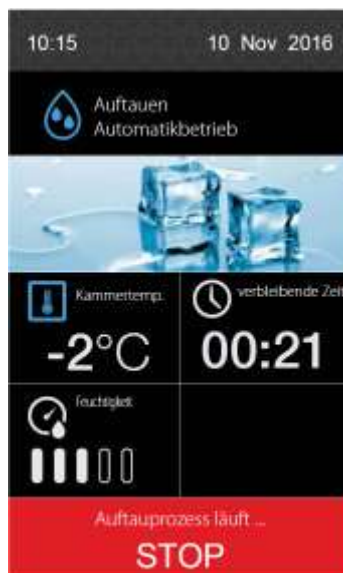 10:15 10 Nov 2016
Auftauen
Automatikbetrieb
Kammertemp.
-2°C
verbleibende Zeit
00:21
Feuchtigkeit
Auftauprozess läuft ...
STOP